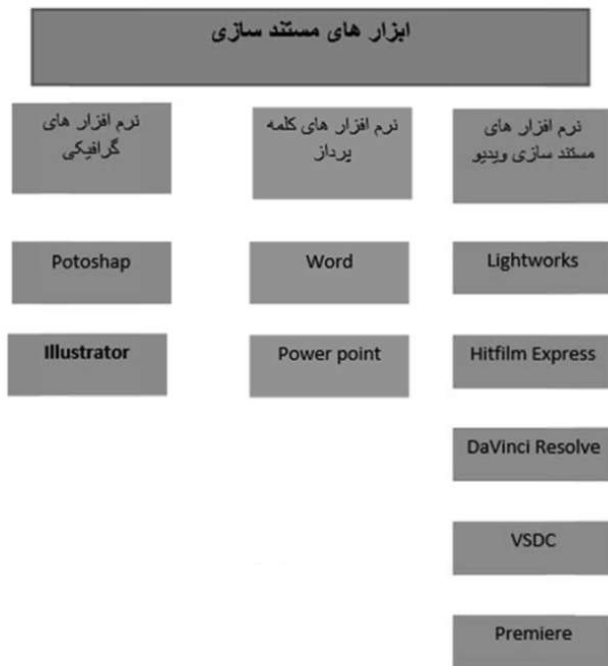 ابزار های مستند سازی
نرم افزار های
مستند سازی ویدیو
نرم افزار های کلمه
پرداز
نرم افزار های
گرافیکی
Lightworks
Word
Potoshap
Hitfilm Express
Power point
Illustrator
DaVinci Resolve
VSDC
Premiere